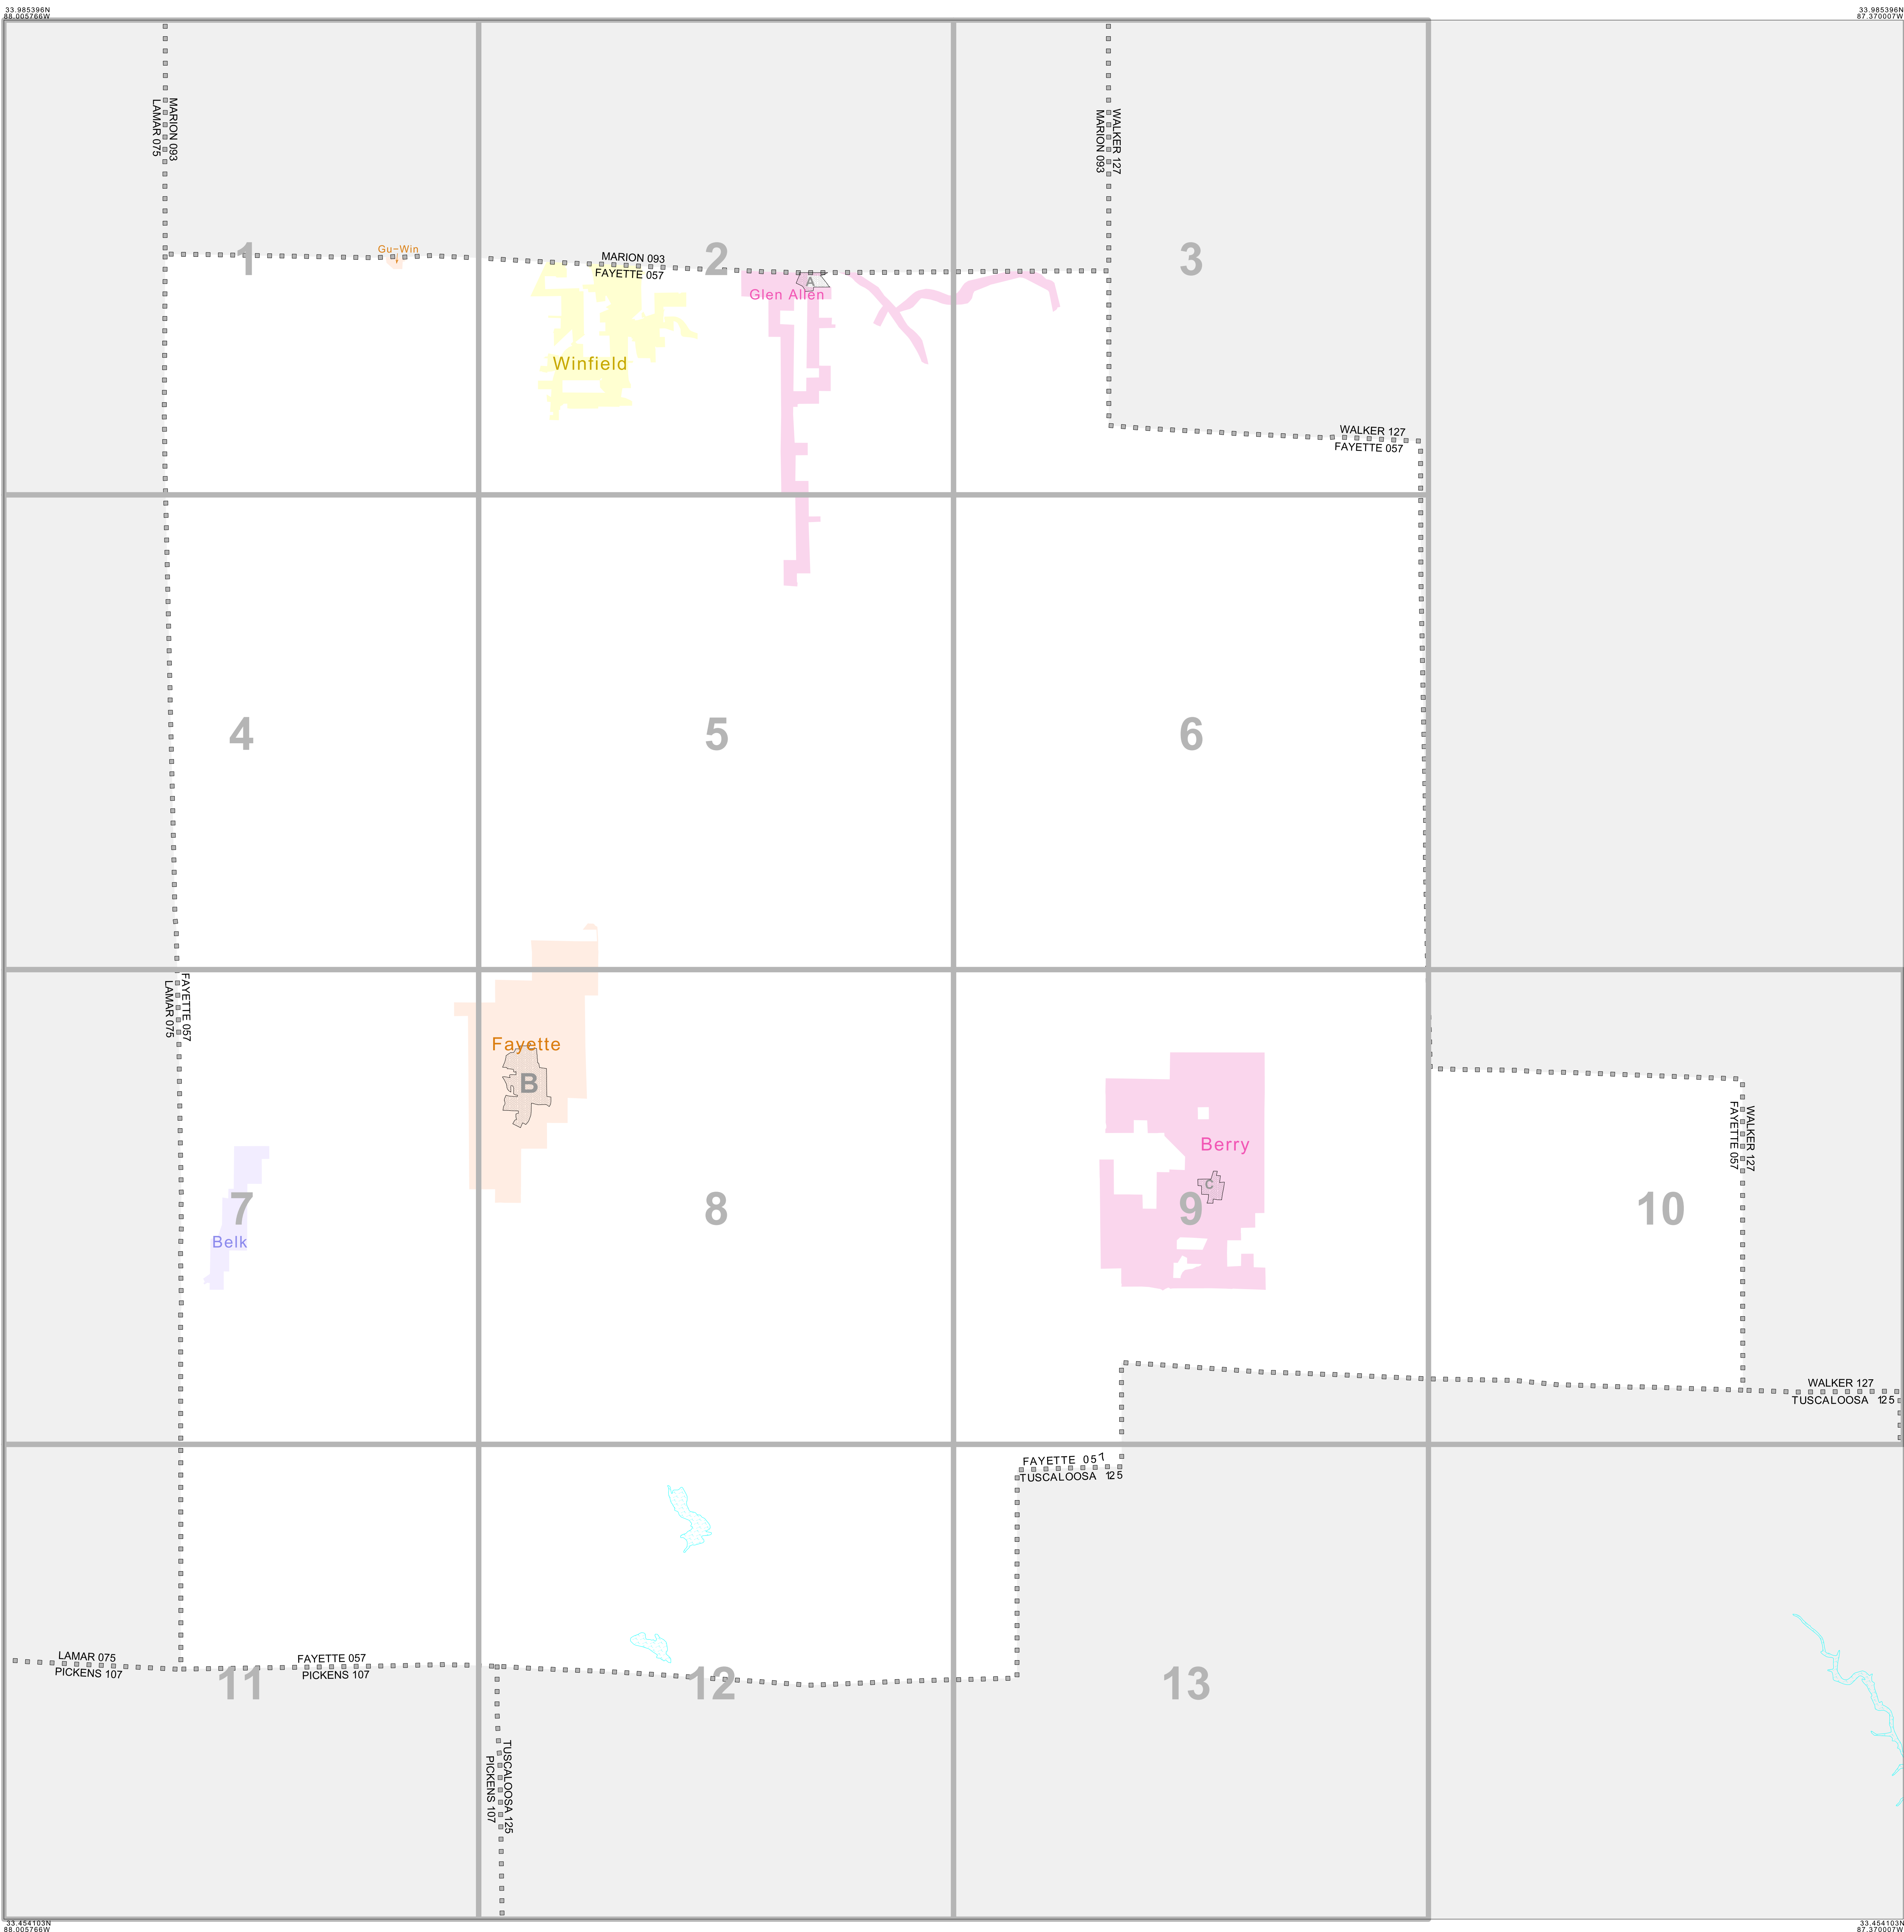 33.985396N
88.005766W
33.985396N
87.370007W
MARION 093
LAMAR 075
WALKER 127
MARION 093
1
Gu-Win
2
MARION 093
FAYETTE 057
3
A
Glen Allen
Winfield
WALKER 127
FAYETTE 057
4
5
6
FAYETTE 057
LAMAR 075
Fayette
B
WALKER 127
FAYETTE 057
Berry
C
7
8
9
10
Belk
WALKER 127
TUSCALOOSA 125
FAYETTE 057
TUSCALOOSA 125
LAMAR 075
PICKENS 107
FAYETTE 057
PICKENS 107
11
12
13
TUSCALOOSA 125
PICKENS 107
33.454103N
88.005766W
33.454103N
87.370007W